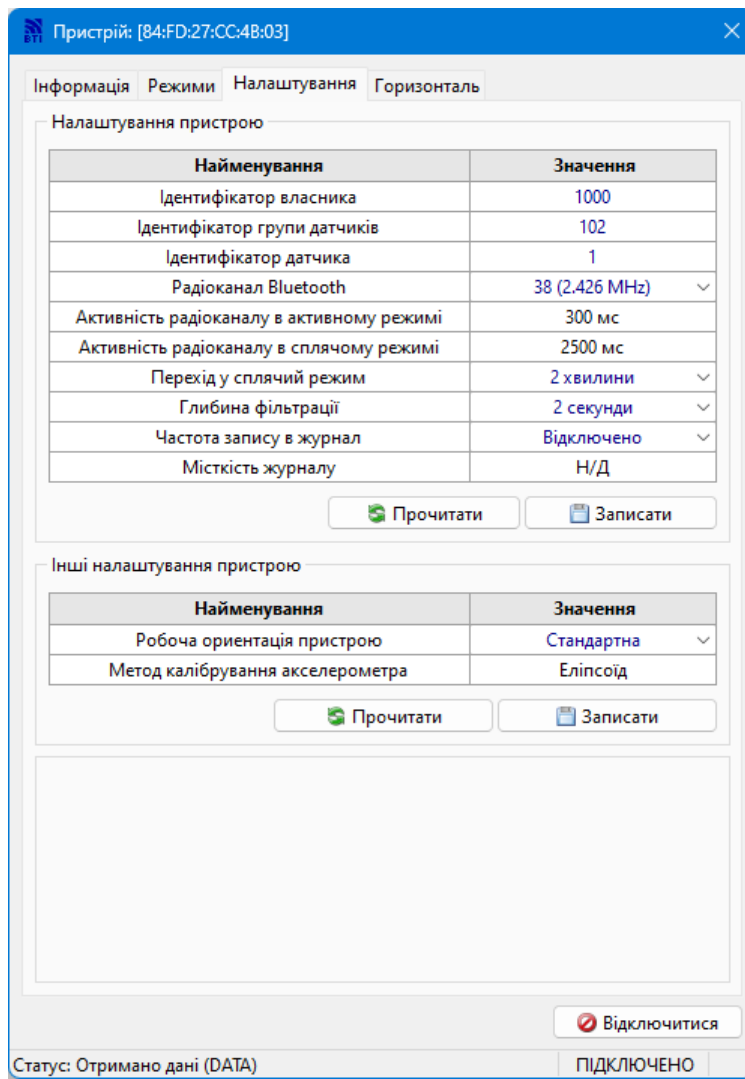 BTI Пристрій: [84:FD:27:CC:4B:03]
Інформація Режими Налаштування Горизонталь
Налаштування пристрою
Найменування Значення
Ідентифікатор власника 1000
Ідентифікатор групи датчиків 102
Ідентифікатор датчика 1
Радіоканал Bluetooth 38 (2.426 MHz)
Активність радіоканалу в активному режимі 300 мс
Активність радіоканалу в сплячому режимі 2500 мс
Перехід у сплячий режим 2 хвилини
Глибина фільтрації 2 секунди
Частота запису в журнал Відключено
Місткість журналу Н/Д
Прочитати Записати
Інші налаштування пристрою
Найменування Значення
Робоча ориентація пристрою Стандартна
Метод калібрування акселерометра Еліпсоїд
Прочитати Записати
Відключитися
Статус: Отримано дані (DATA) ПІДКЛЮЧЕНО